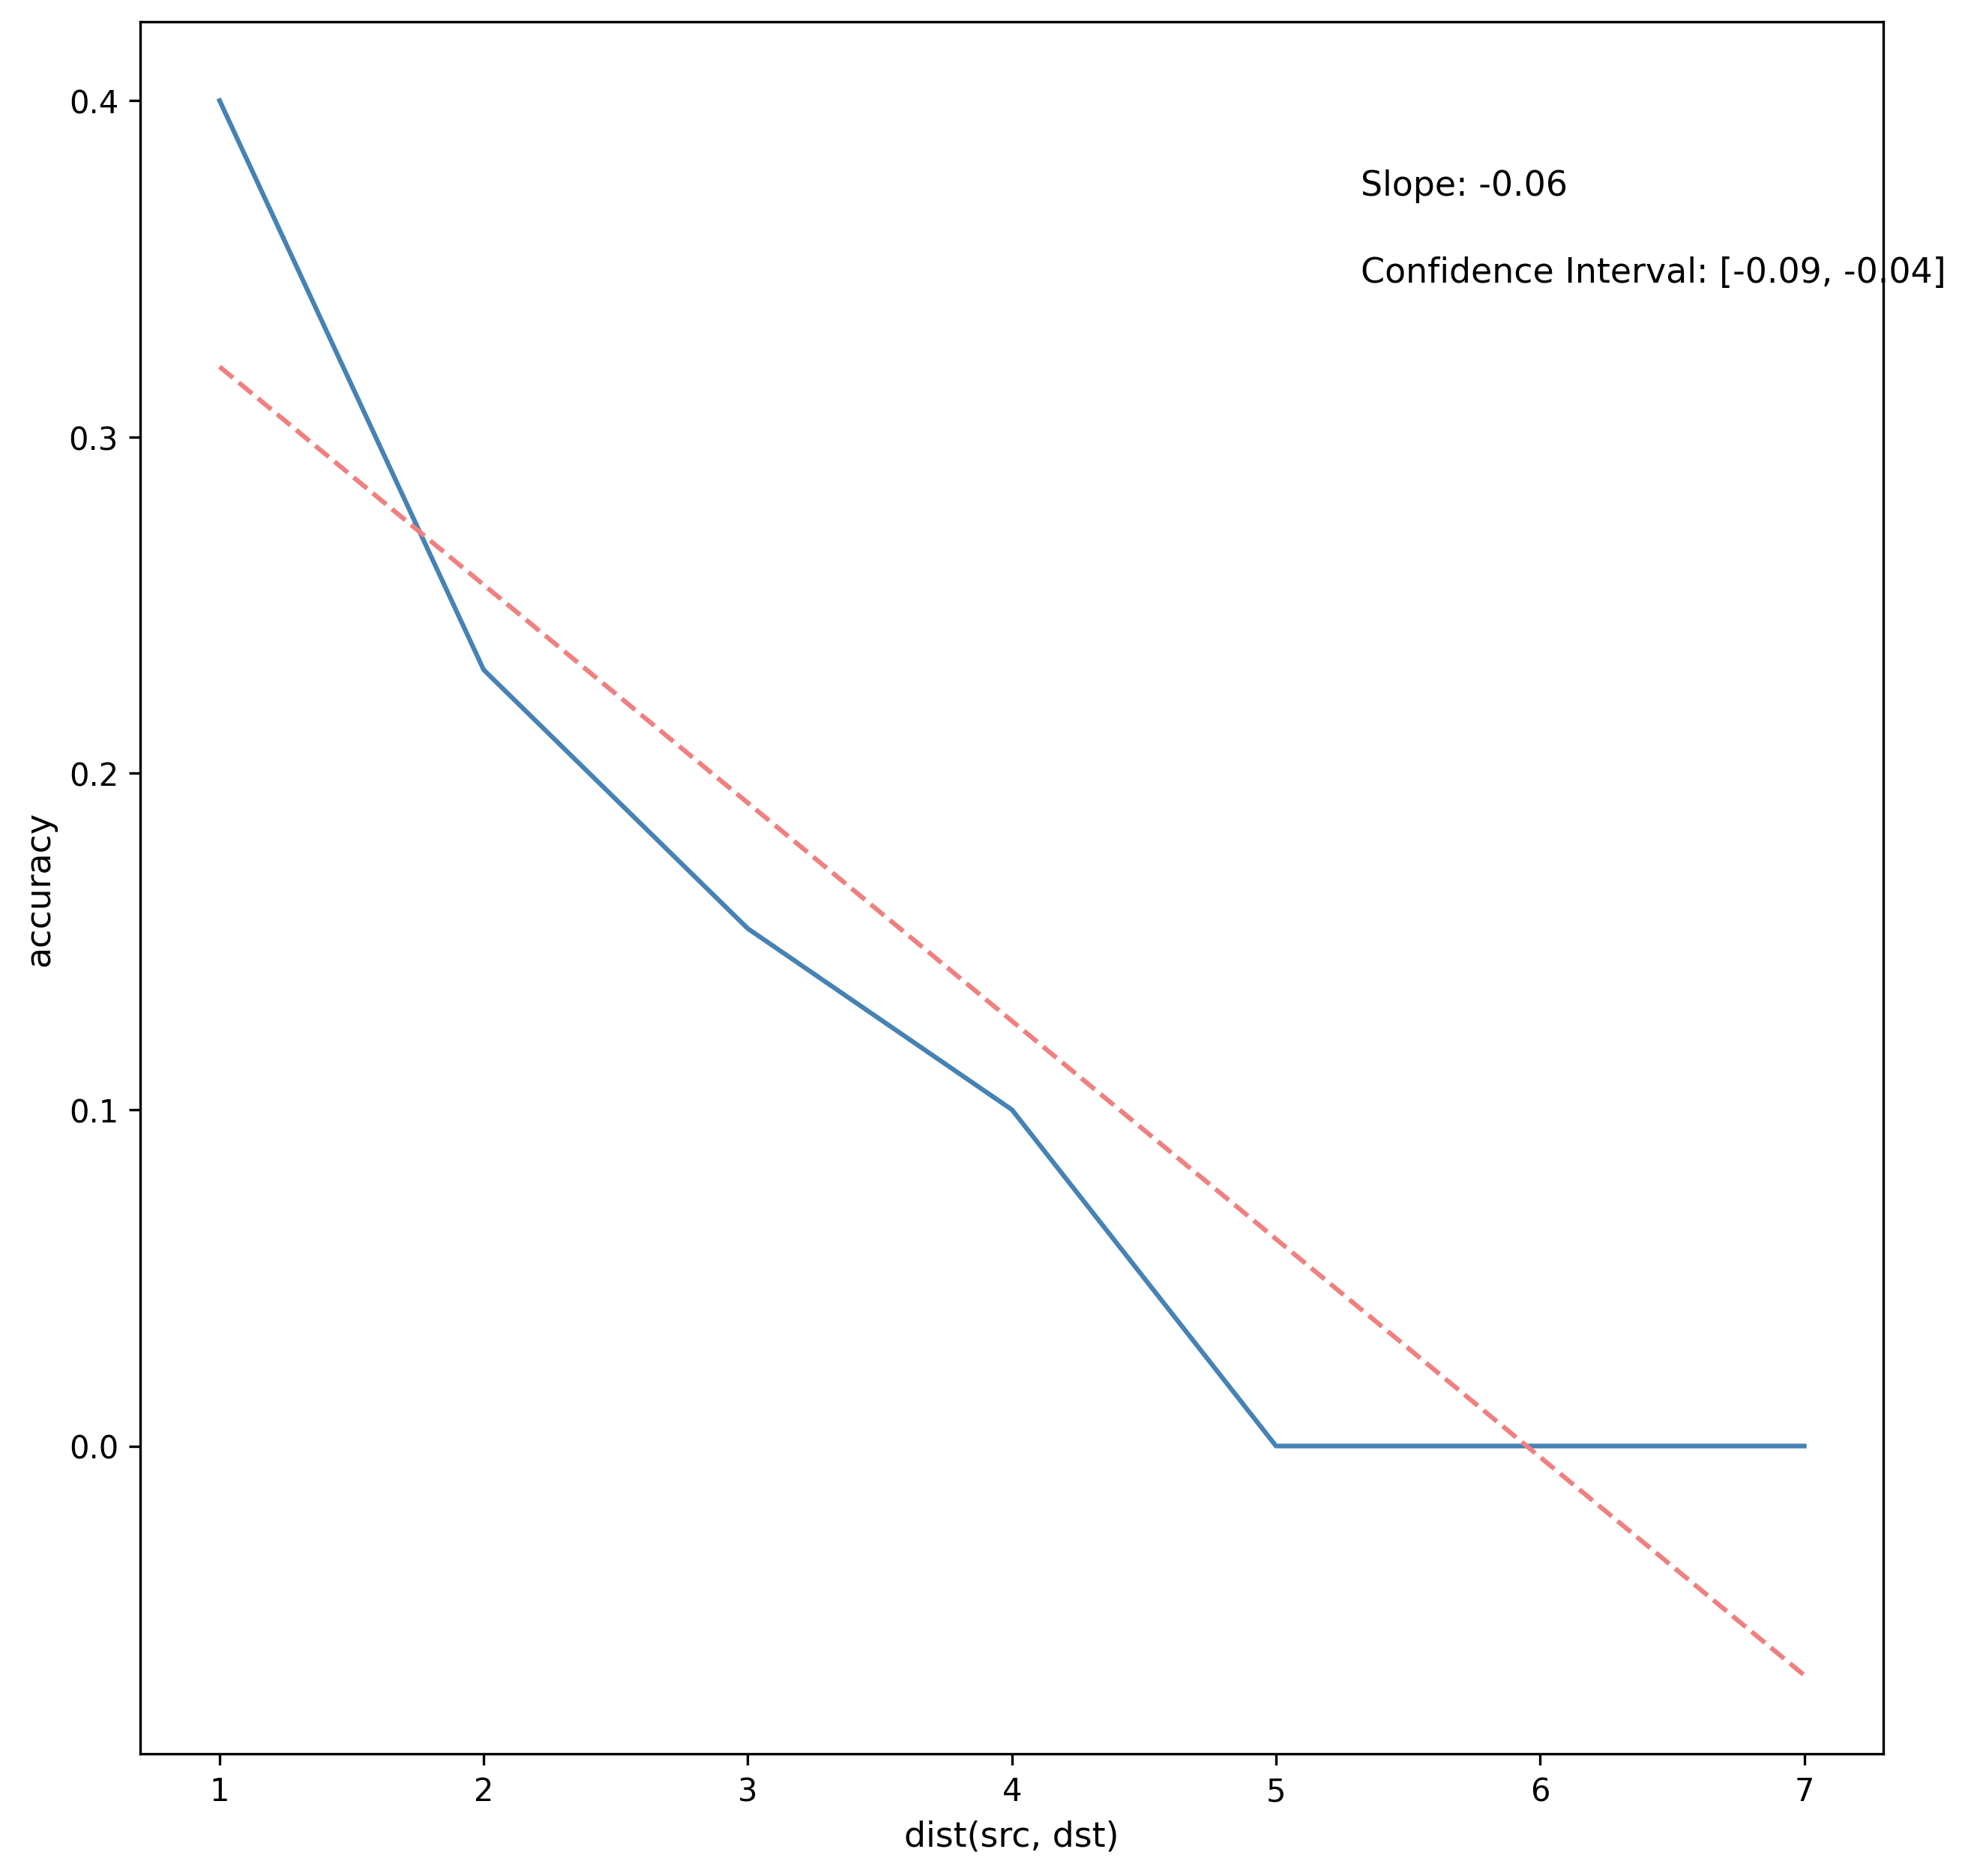 0.4
Slope: -0.06
Confidence Interval: [-0.09, -0.04]
0.3
0.2
accuracy
0.1
0.0
1 2 3 4 5 6 7
dist(src, dst)